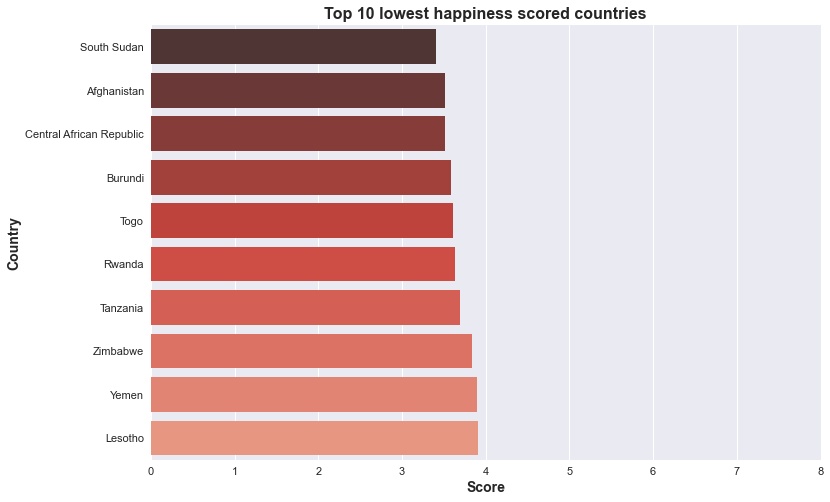 Top 10 lowest happiness scored countries
Country
South Sudan
Afghanistan
Central African Republic
Burundi
Togo
Rwanda
Tanzania
Zimbabwe
Yemen
Lesotho
0 1 2 3 4 5 6 7 8
Score